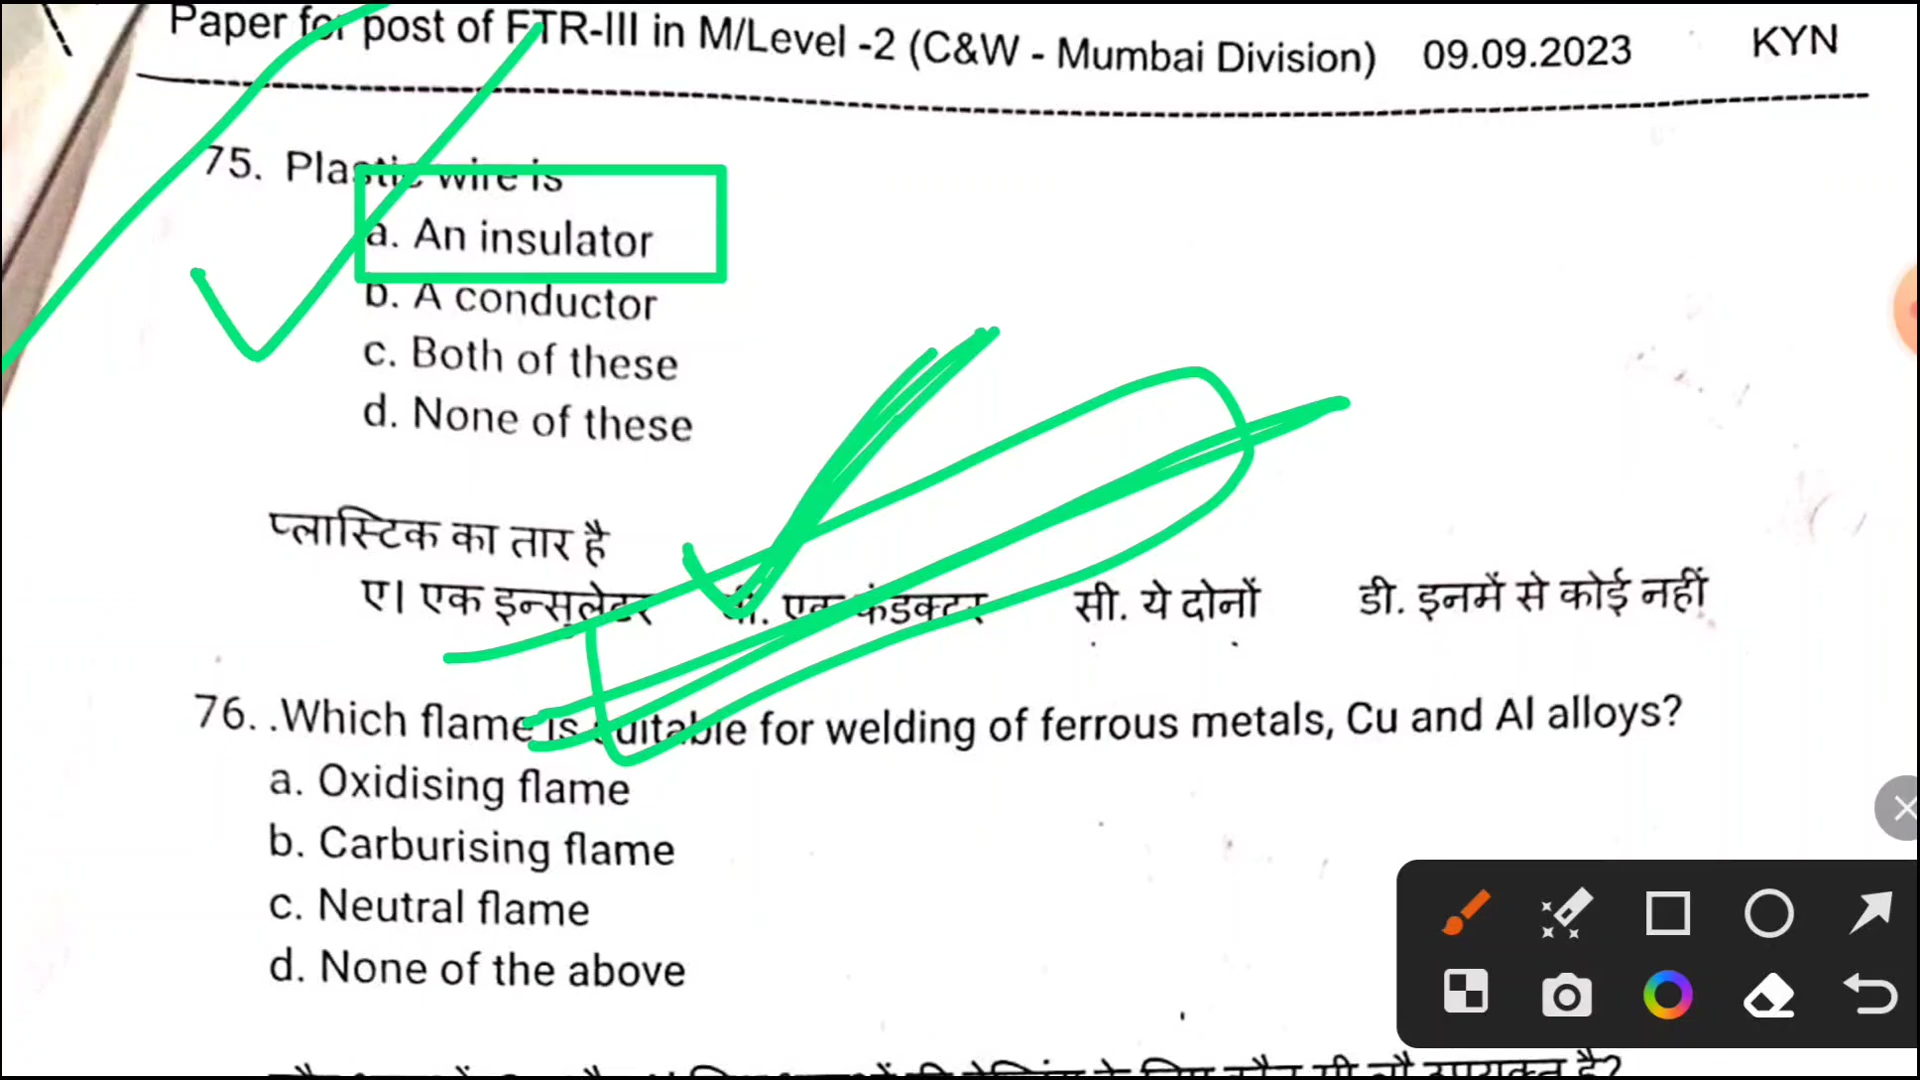 Paper for post of FTR-III in M/Level -2 (C&W - Mumbai Division) 09.09.2023 KYN
75. Plastic wire is
a. An insulator
b. A conductor
c. Both of these
d. None of these
प्लास्टिक का तार है
ए। एक इन्सुलेटर बी. एक कंडक्टर सी. ये दोनों डी. इनमें से कोई नहीं
76. .Which flame is suitable for welding of ferrous metals, Cu and Al alloys?
a. Oxidising flame
b. Carburising flame
c. Neutral flame
d. None of the above